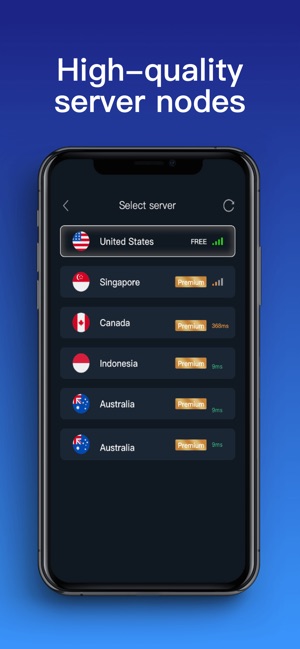 High-quality
server nodes
Select server
United States FREE
Singapore Premium
Canada Premium 368ms
Indonesia Premium 9ms
Australia Premium 9ms
Australia Premium 9ms